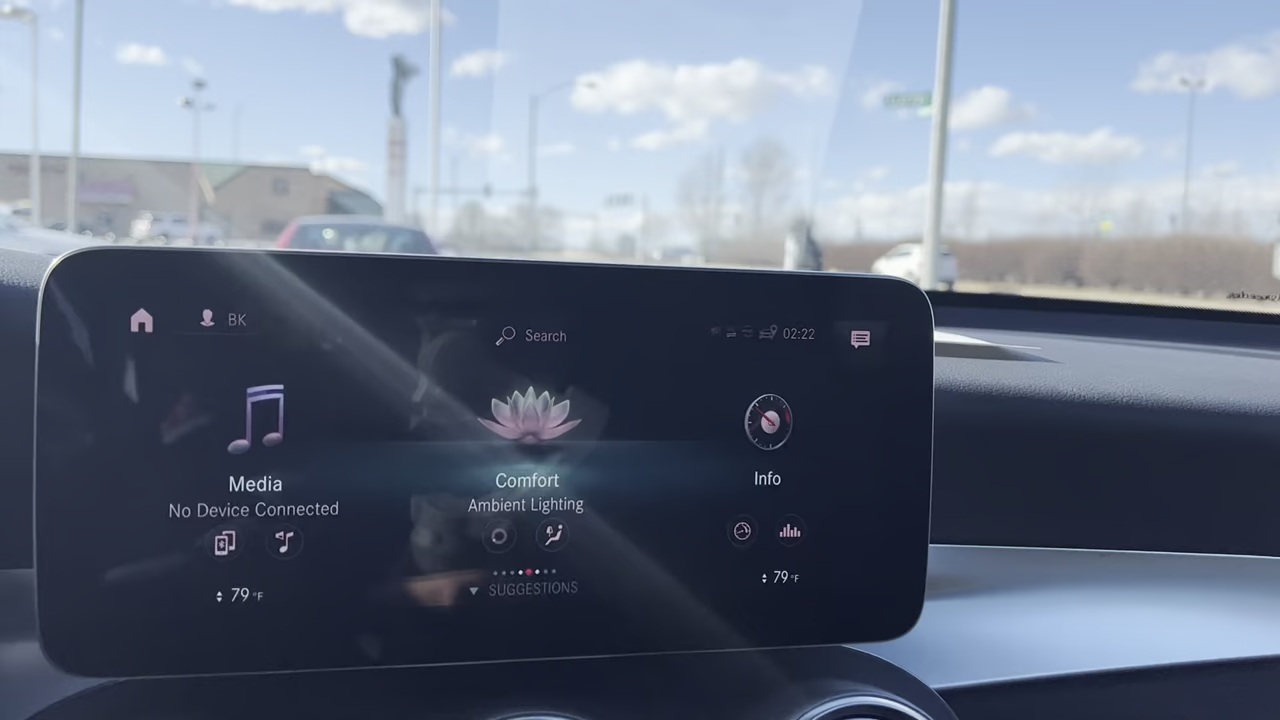 BK
Search
02:22
Media
No Device Connected
Comfort
Ambient Lighting
Info
79 °F
SUGGESTIONS
79 °F